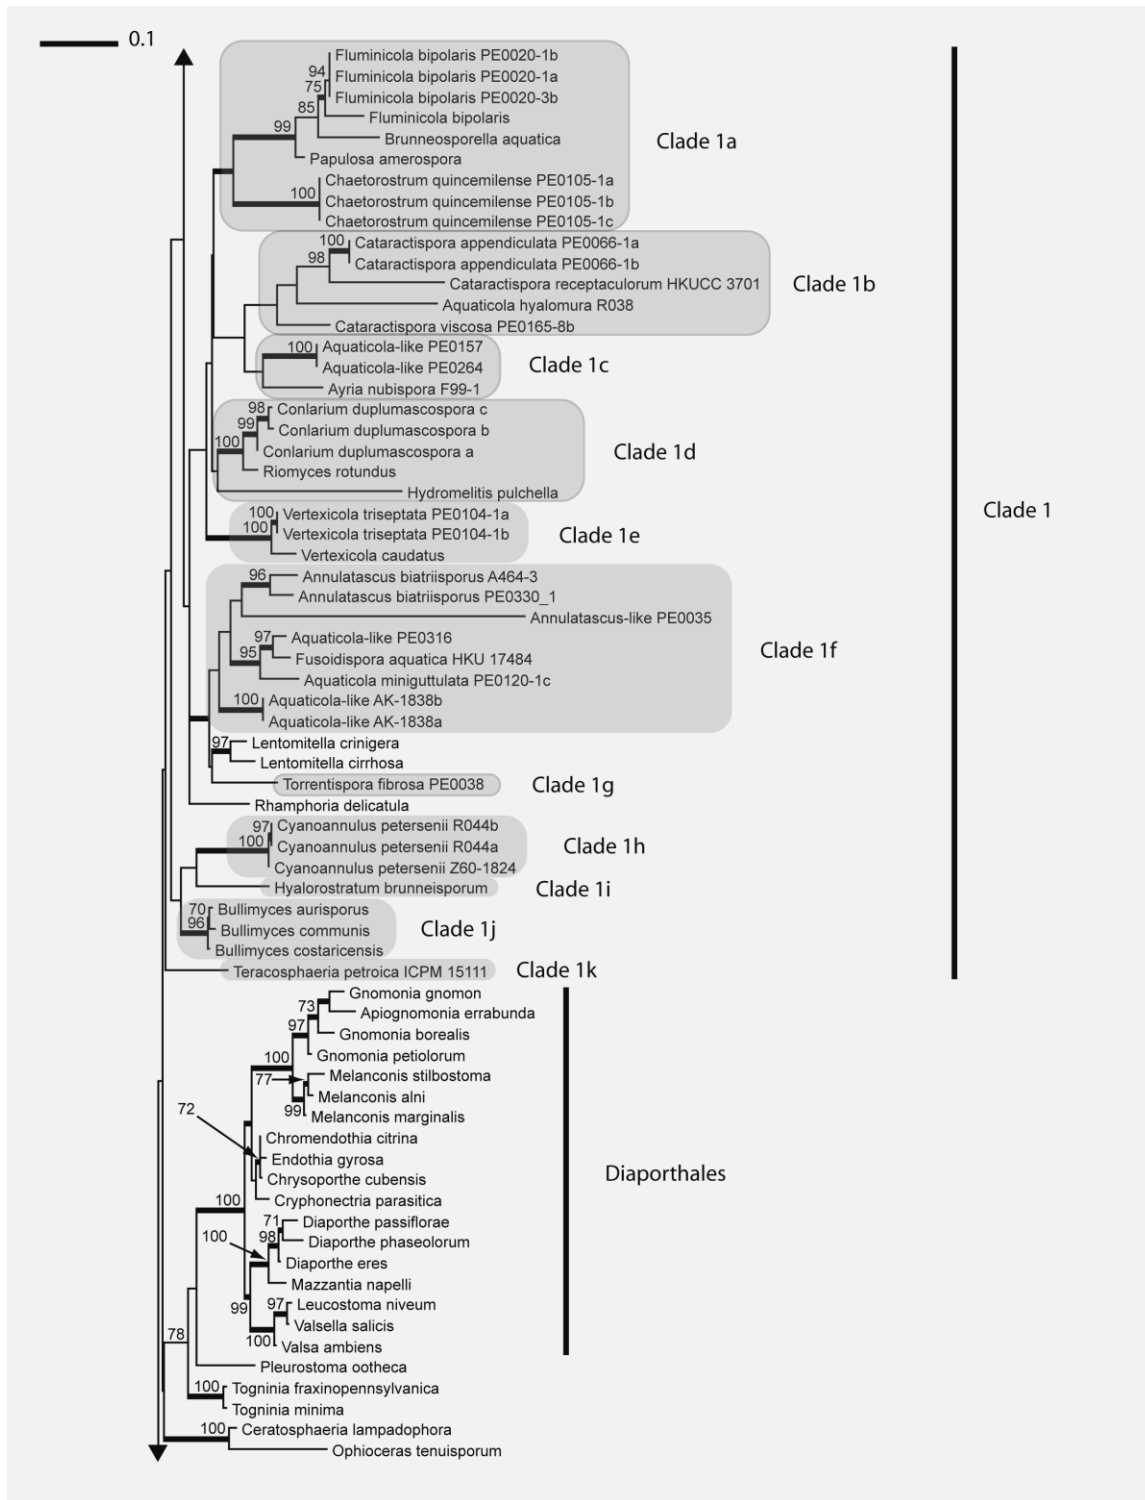 0.1
Fluminicola bipolaris PE0020-1b
94
Fluminicola bipolaris PE0020-1a
75
Fluminicola bipolaris PE0020-3b
85
Fluminicola bipolaris
99
Brunneosporella aquatica
Clade 1a
Papulosa amerospora
Chaetorostrum quincemilense PE0105-1a
100
Chaetorostrum quincemilense PE0105-1b
Chaetorostrum quincemilense PE0105-1c
100
Cataractispora appendiculata PE0066-1a
98
Cataractispora appendiculata PE0066-1b
Cataractispora receptaculorum HKUCC 3701
Clade 1b
Aquaticola hyalomura R038
Cataractispora viscosa PE0165-8b
100
Aquaticola-like PE0157
Aquaticola-like PE0264
Clade 1c
Ayria nubispora F99-1
98
Conlarium duplumascospora c
99
Conlarium duplumascospora b
100
Conlarium duplumascospora a
Clade 1d
Riomyces rotundus
Hydromelitis pulchella
Clade 1
100
Vertexicola triseptata PE0104-1a
100
Vertexicola triseptata PE0104-1b
Clade 1e
Vertexicola caudatus
96
Annulatascus biatriisporus A464-3
Annulatascus biatriisporus PE0330_1
Annulatascus-like PE0035
97
Aquaticola-like PE0316
Clade 1f
95
Fusoidispora aquatica HKU 17484
Aquaticola miniguttulata PE0120-1c
100
Aquaticola-like AK-1838b
Aquaticola-like AK-1838a
97
Lentomitella crinigera
Lentomitella cirrhosa
Torrentispora fibrosa PE0038
Clade 1g
Rhamphoria delicatula
97
Cyanoannulus petersenii R044b
100
Cyanoannulus petersenii R044a
Clade 1h
Cyanoannulus petersenii Z60-1824
Hyalorostratum brunneisporum
Clade 1i
70
Bullimyces aurisporus
96
Bullimyces communis
Clade 1j
Bullimyces costaricensis
Teracosphaeria petroica ICPM 15111
Clade 1k
Gnomonia gnomon
73
Apiognomonia errabunda
97
Gnomonia borealis
100
Gnomonia petiolorum
77
Melanconis stilbostoma
Melanconis alni
99
Melanconis marginalis
72
Chromendothia citrina
Endothia gyrosa
Diaporthales
Chrysoporthe cubensis
100
Cryphonectria parasitica
71
Diaporthe passiflorae
100
98
Diaporthe phaseolorum
Diaporthe eres
Mazzantia napelli
99
97
Leucostoma niveum
Valsella salicis
78
100
Valsa ambiens
Pleurostoma ootheca
100
Togninia fraxinopennsylvanica
Togninia minima
100
Ceratosphaeria lampadophora
Ophioceras tenuisporum